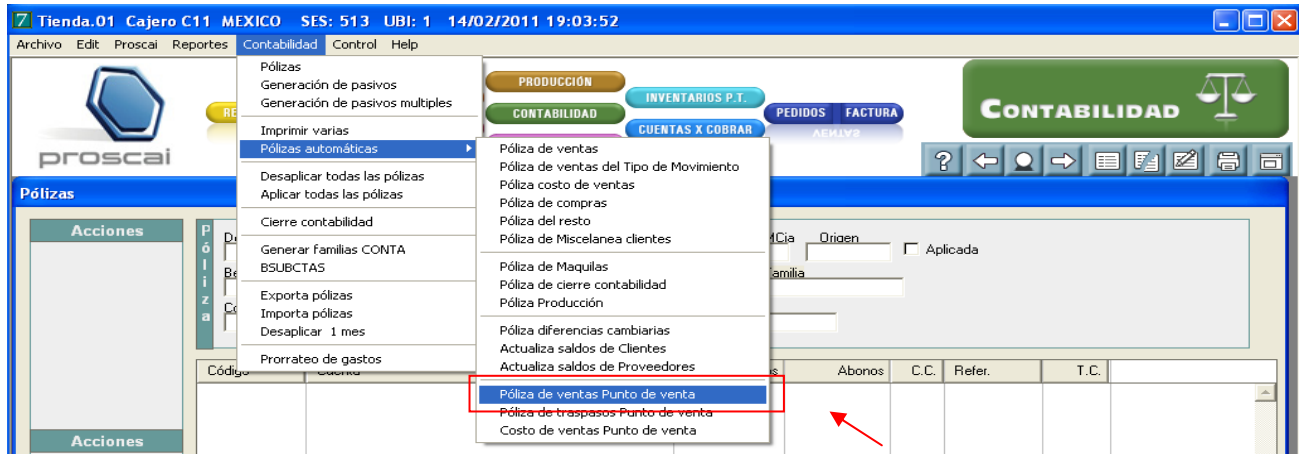 Tienda.01 Cajero C11 MEXICO SES: 513 UBI: 1 14/02/2011 19:03:52
Archivo Edit Proscai Reportes Contabilidad Control Help
proscai
RE
PRODUCCIÓN
CONTABILIDAD
INVENTARIOS P.T.
CUENTAS X COBRAR
PEDIDOS FACTURA
VENTAS
CONTABILIDAD
Pólizas
Generación de pasivos
Generación de pasivos multiples
Imprimir varias
Pólizas automáticas
Desaplicar todas las pólizas
Aplicar todas las pólizas
Cierre contabilidad
Generar familias CONTA
BSUBCTAS
Exporta pólizas
Importa pólizas
Desaplicar 1 mes
Prorrateo de gastos
Póliza de ventas
Póliza de ventas del Tipo de Movimiento
Póliza costo de ventas
Póliza de compras
Póliza del resto
Póliza de Miscelanea clientes
Póliza de Maquilas
Póliza de cierre contabilidad
Póliza Producción
Póliza diferencias cambiarias
Actualiza saldos de Clientes
Actualiza saldos de Proveedores
Póliza de ventas Punto de venta
Póliza de traspasos Punto de venta
Costo de ventas Punto de venta
Pólizas
Acciones
Póliza
MCia Origen Aplicada
amilia
Código Cuenta Abonos C.C. Refer. T.C.
Acciones